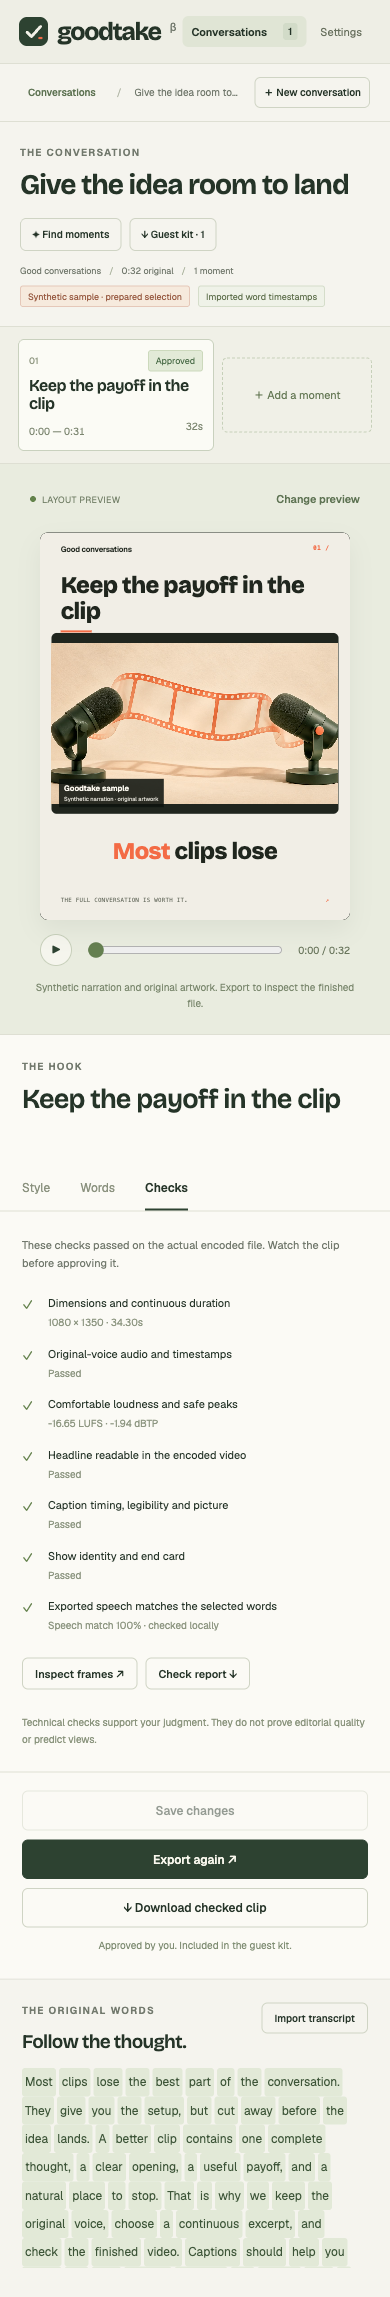 goodtake β Conversations 1 Settings
Conversations / Give the idea room to... + New conversation
THE CONVERSATION
Give the idea room to land
✦ Find moments ↓ Guest kit · 1
Good conversations / 0:32 original / 1 moment
Synthetic sample · prepared selection Imported word timestamps
01 Approved
Keep the payoff in the
clip
0:00 — 0:31 32s
+ Add a moment
LAYOUT PREVIEW Change preview
Good conversations 01 /
Keep the payoff in the
clip
Goodtake sample
Synthetic narration · original artwork
Most clips lose
THE FULL CONVERSATION IS WORTH IT. ↗
0:00 / 0:32
Synthetic narration and original artwork. Export to inspect the finished
file.
THE HOOK
Keep the payoff in the clip
Style Words Checks
These checks passed on the actual encoded file. Watch the clip
before approving it.
✓ Dimensions and continuous duration
1080 × 1350 · 34.30s
✓ Original-voice audio and timestamps
Passed
✓ Comfortable loudness and safe peaks
-16.65 LUFS · -1.94 dBTP
✓ Headline readable in the encoded video
Passed
✓ Caption timing, legibility and picture
Passed
✓ Show identity and end card
Passed
✓ Exported speech matches the selected words
Speech match 100% · checked locally
Inspect frames ↗ Check report ↓
Technical checks support your judgment. They do not prove editorial quality
or predict views.
Save changes
Export again ↗
↓ Download checked clip
Approved by you. Included in the guest kit.
THE ORIGINAL WORDS Import transcript
Follow the thought.
Most clips lose the best part of the conversation.
They give you the setup, but cut away before the
idea lands. A better clip contains one complete
thought, a clear opening, a useful payoff, and a
natural place to stop. That is why we keep the
original voice, choose a continuous excerpt, and
check the finished video. Captions should help you